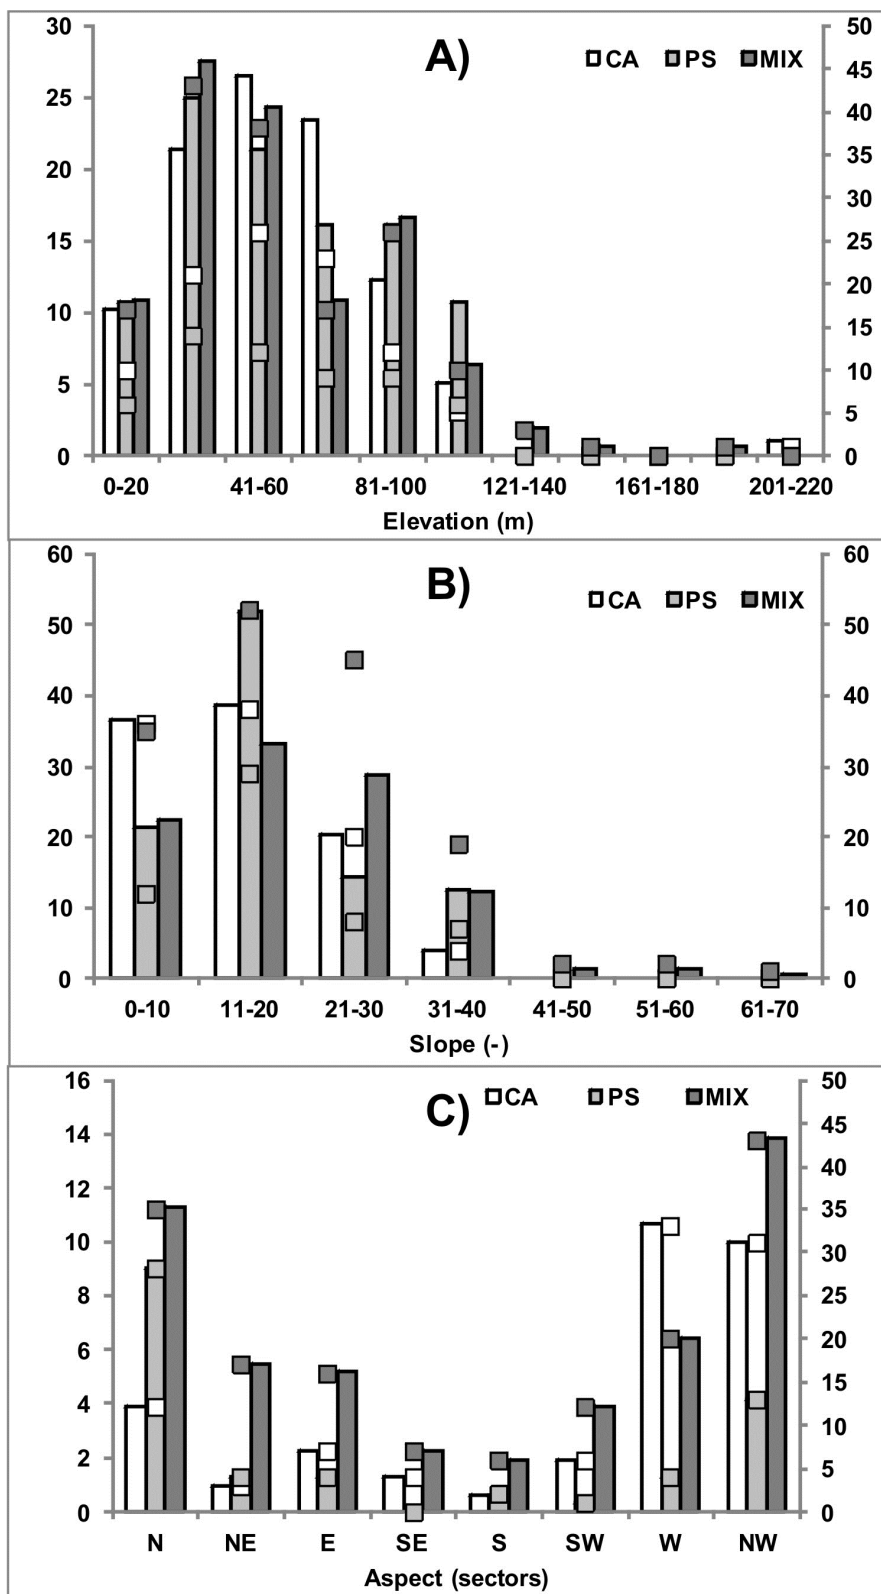 A)
CA PS MIX
30 50
45
25 40
35
20 30
15 25
20
10 15
5 10
5
0 0
0-20 41-60 81-100 121-140 161-180 201-220
Elevation (m)
B)
CA PS MIX
60 60
50 50
40 40
30 30
20 20
10 10
0 0
0-10 11-20 21-30 31-40 41-50 51-60 61-70
Slope (-)
C)
CA PS MIX
16 50
14 45
12 40
35
10 30
8 25
6 20
4 15
10
2 5
0 0
N NE E SE S SW W NW
Aspect (sectors)